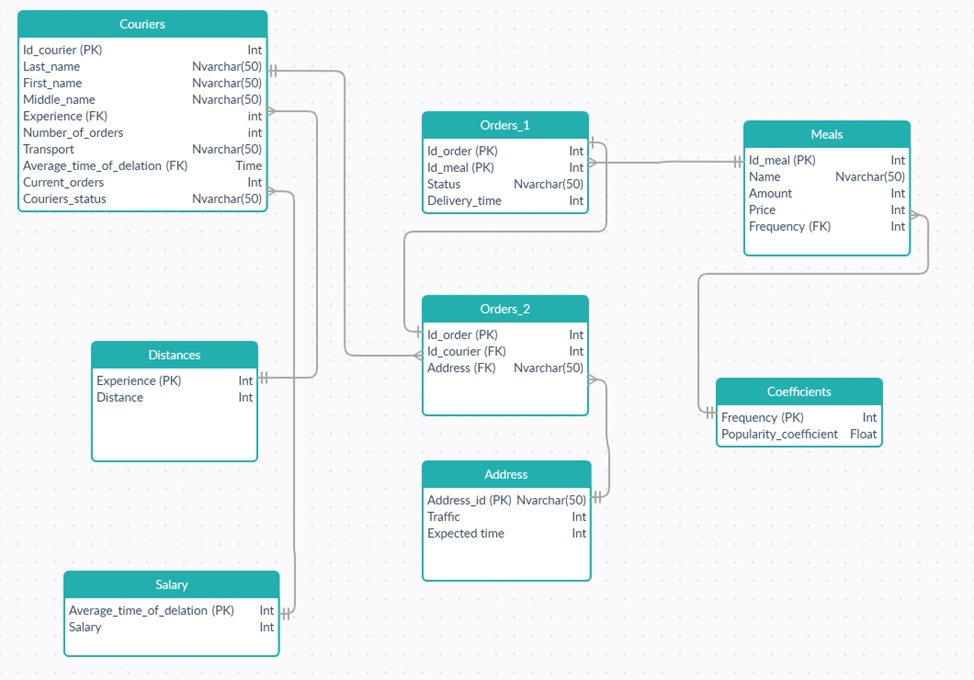 Couriers
Id_courier (PK) Int
Last_name Nvarchar(50)
First_name Nvarchar(50)
Middle_name Nvarchar(50)
Experience (FK) int
Number_of_orders int
Transport Nvarchar(50)
Average_time_of_delation (FK) Time
Current_orders Int
Couriers_status Nvarchar(50)
Orders_1
Id_order (PK) Int
Id_meal (PK) Int
Status Nvarchar(50)
Delivery_time Int
Meals
Id_meal (PK) Int
Name Nvarchar(50)
Amount Int
Price Int
Frequency (FK) Int
Orders_2
Id_order (PK) Int
Id_courier (FK) Int
Address (FK) Nvarchar(50)
Distances
Experience (PK) Int
Distance Int
Coefficients
Frequency (PK) Int
Popularity_coefficient Float
Address
Address_id (PK) Nvarchar(50)
Traffic Int
Expected time Int
Salary
Average_time_of_delation (PK) Int
Salary Int